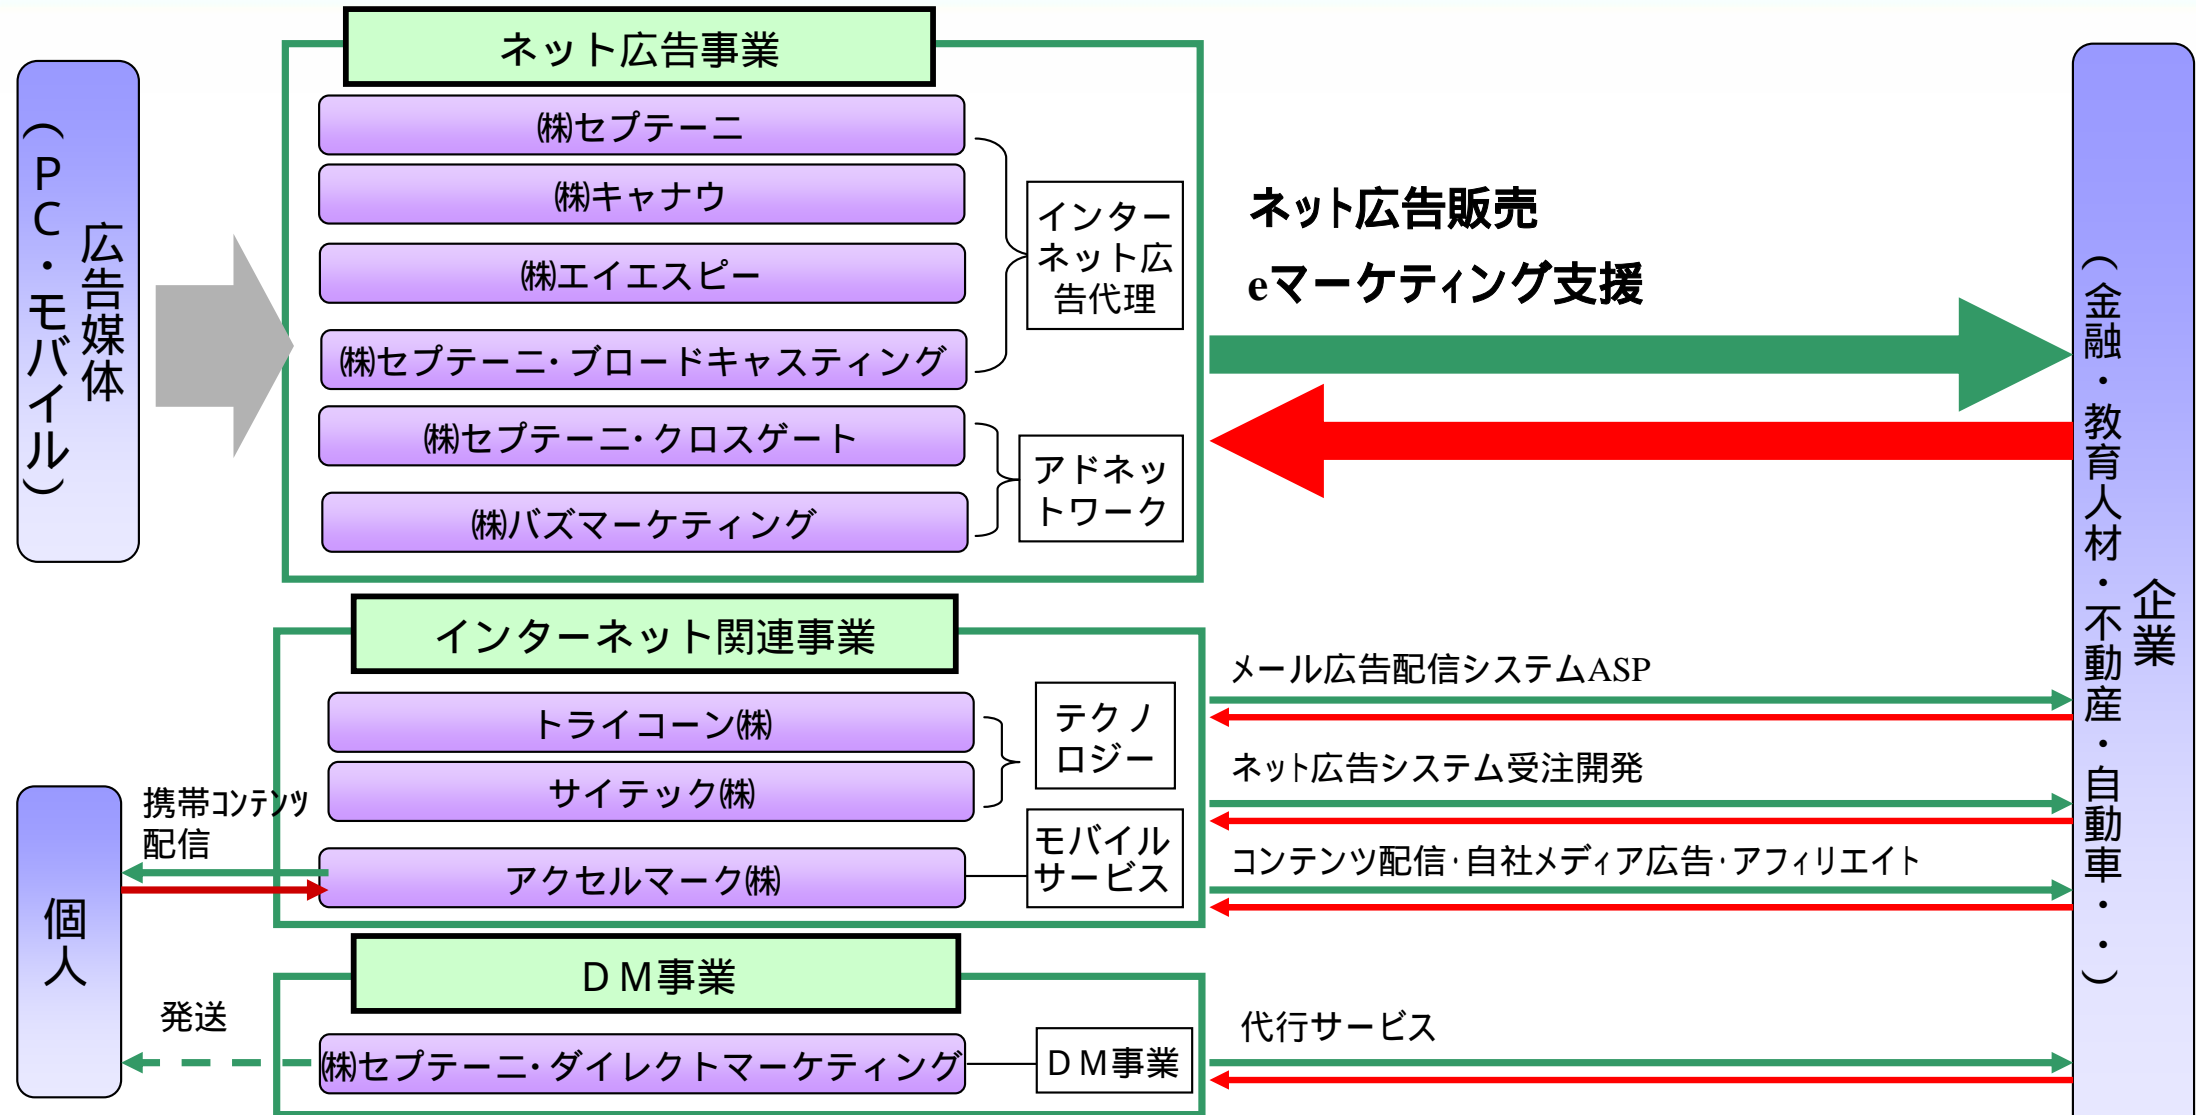 ネット広告事業
㈱セプテーニ
㈱キャナウ
㈱エイエスピー
㈱セプテーニ・ブロードキャスティング
㈱セプテーニ・クロスゲート
㈱バズマーケティング
インター
ネット広
告代理
アドネッ
トワーク
広告媒体
（ＰＣ・モバイル）
ネット広告販売
eマーケティング支援
企業
（金融・教育人材・不動産・自動車・・）
インターネット関連事業
トライコーン㈱
サイテック㈱
アクセルマーク㈱
テクノ
ロジー
モバイル
サービス
メール広告配信システムASP
ネット広告システム受注開発
コンテンツ配信・自社メディア広告・アフィリエイト
携帯コンテンツ
配信
個人
発送
ＤＭ事業
㈱セプテーニ・ダイレクトマーケティング
ＤＭ事業
代行サービス